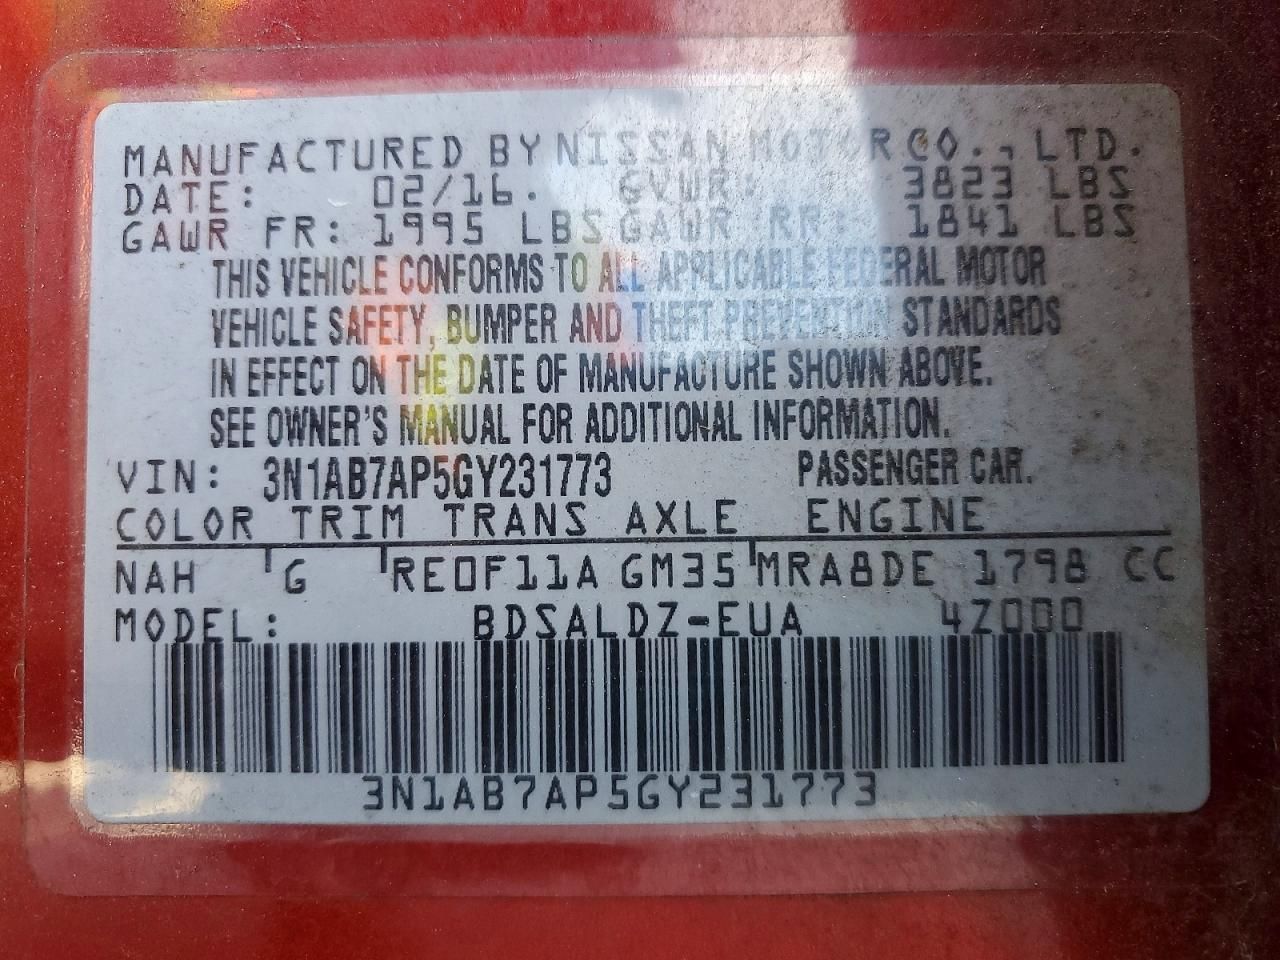 MANUFACTURED BY NISSAN MOTOR CO., LTD.
DATE: 02/16. GVWR: 3823 LBS
GAWR FR: 1995 LBS GAWR RR: 1841 LBS
THIS VEHICLE CONFORMS TO ALL APPLICABLE FEDERAL MOTOR
VEHICLE SAFETY, BUMPER AND THEFT PREVENTION STANDARDS
IN EFFECT ON THE DATE OF MANUFACTURE SHOWN ABOVE.
SEE OWNER'S MANUAL FOR ADDITIONAL INFORMATION.
VIN: 3N1AB7AP5GY231773 PASSENGER CAR.
COLOR TRIM TRANS AXLE ENGINE
NAH G RE0F11A GM35 MRA8DE 1798 CC
MODEL: BDSALDZ-EUA 4Z000
3N1AB7AP5GY231773